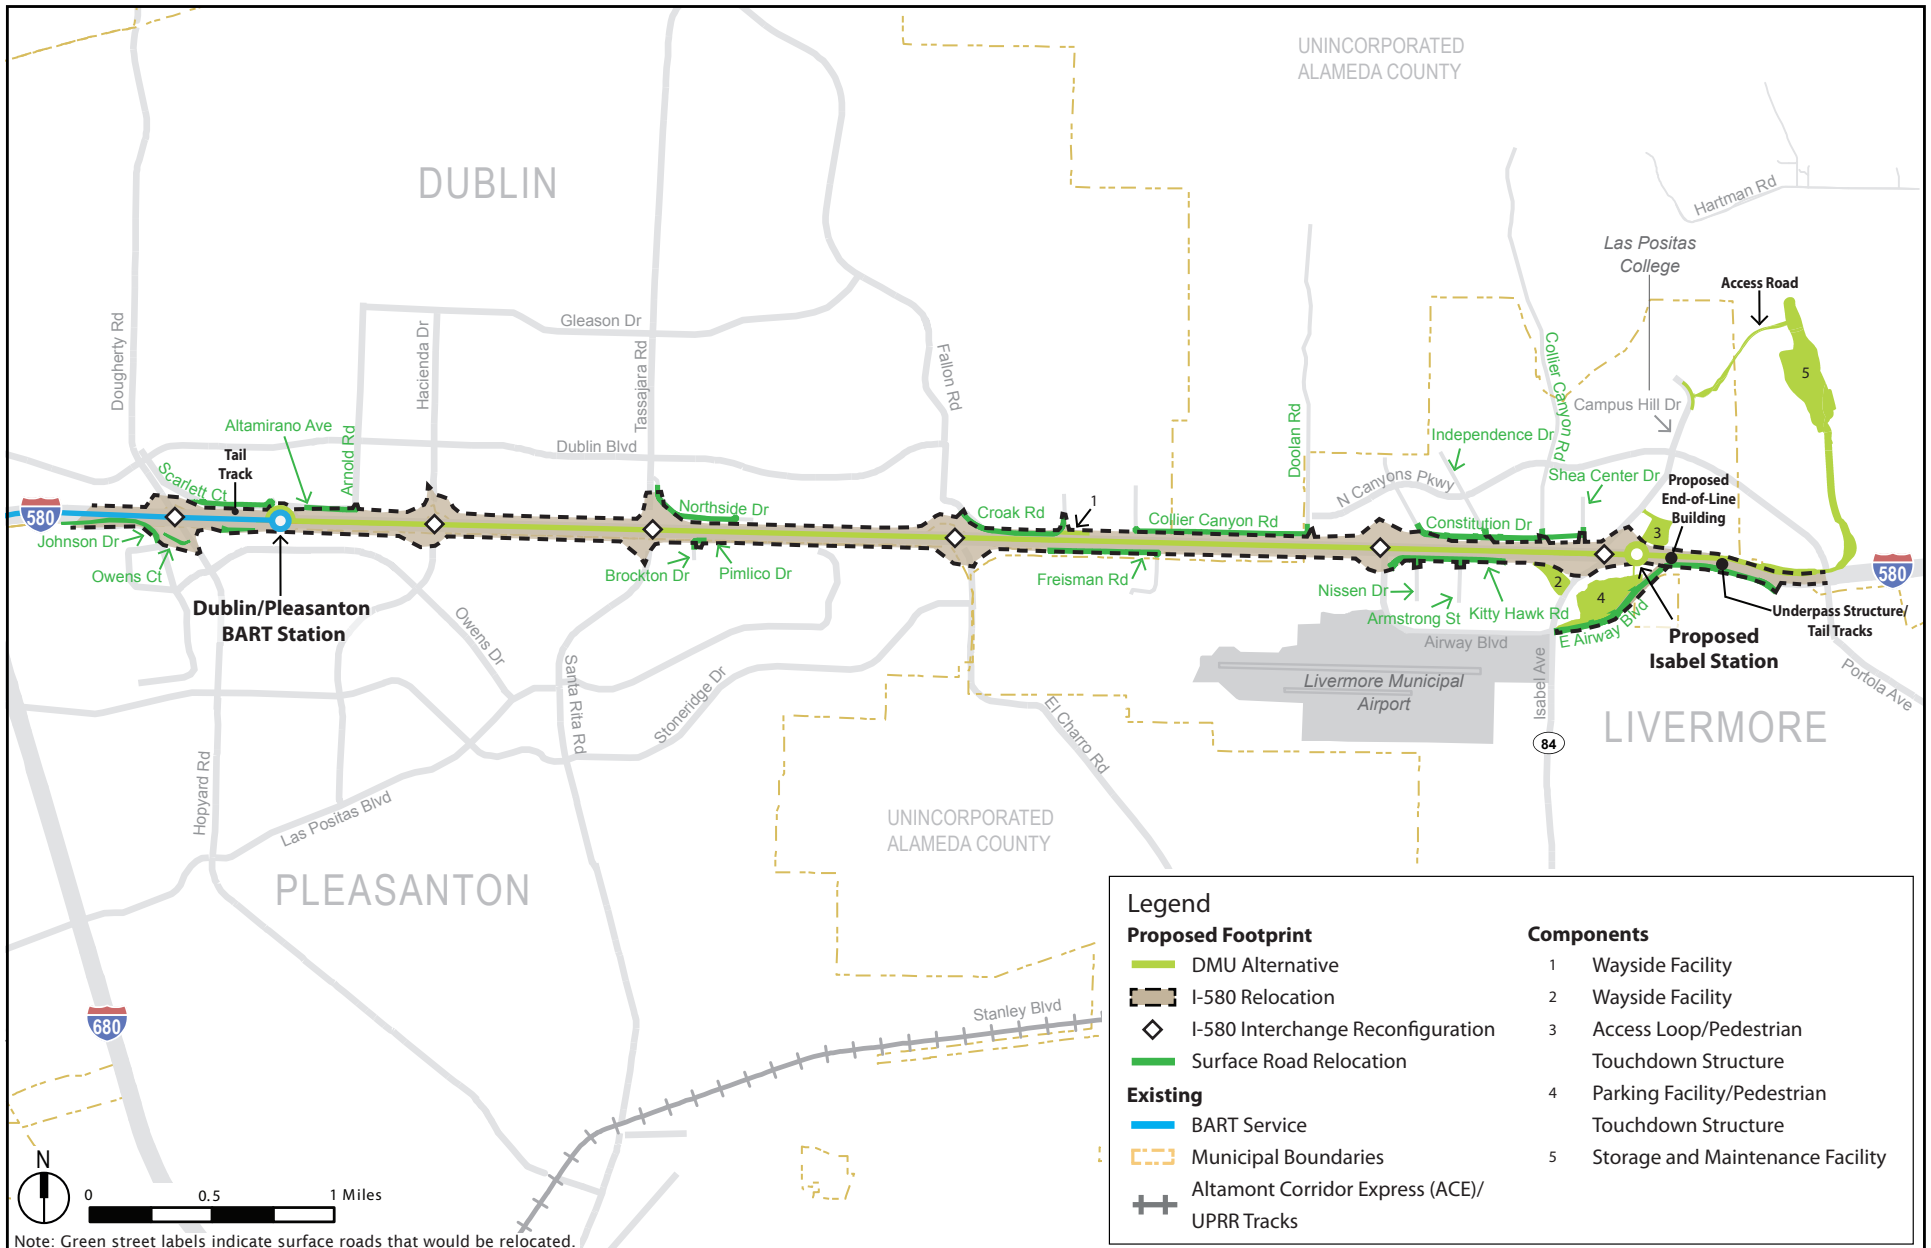 UNINCORPORATED
ALAMEDA COUNTY
DUBLIN
Hartman Rd
Las Positas
College
Access Road
Dougherty Rd
Gleason Dr
Hacienda Dr
Tassajara Rd
Fallon Rd
Collier Canyon Rd
5
Campus Hill Dr
Altamirano Ave
Arnold Rd
Dublin Blvd
Doolan Rd
Independence Dr
Tail
Track
Scarlett Ct
Shea Center Dr
N Canyons Pkwy
Proposed
End-of-Line
Building
580
Northside Dr
Croak Rd
1
Collier Canyon Rd
Constitution Dr
3
Johnson Dr
Owens Ct
Brockton Dr
Pimlico Dr
Freisman Rd
Nissen Dr
Armstrong St
Kitty Hawk Rd
2
4
580
Dublin/Pleasanton
BART Station
Owens Dr
Airway Blvd
E Airway Blvd
Underpass Structure/
Tail Tracks
Proposed
Isabel Station
Santa Rita Rd
Stoneridge Dr
El Charro Rd
Livermore Municipal
Airport
Isabel Ave
Portola Ave
84
LIVERMORE
Hopyard Rd
Las Positas Blvd
UNINCORPORATED
ALAMEDA COUNTY
PLEASANTON
680
Stanley Blvd
Legend
Proposed Footprint
DMU Alternative
I-580 Relocation
I-580 Interchange Reconfiguration
Surface Road Relocation
Existing
BART Service
Municipal Boundaries
Altamont Corridor Express (ACE)/
UPRR Tracks
Components
1 Wayside Facility
2 Wayside Facility
3 Access Loop/Pedestrian
Touchdown Structure
4 Parking Facility/Pedestrian
Touchdown Structure
5 Storage and Maintenance Facility
N
0 0.5 1 Miles
Note: Green street labels indicate surface roads that would be relocated.